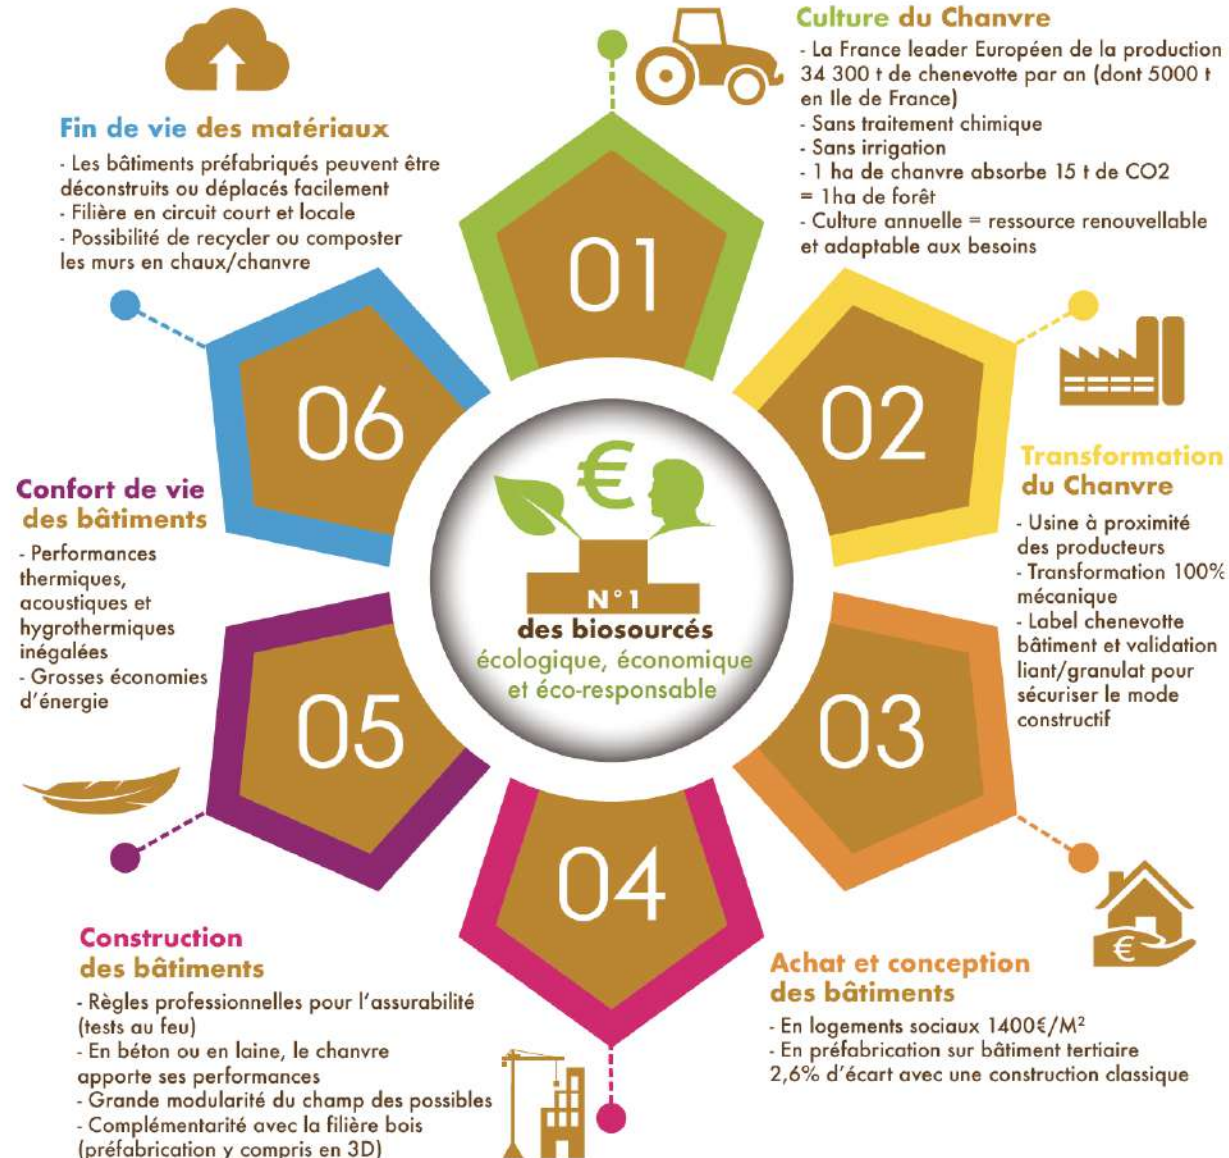 Culture du Chanvre
- La France leader Européen de la production
34 300 t de chenevotte par an (dont 5000 t
en Ile de France)
- Sans traitement chimique
- Sans irrigation
- 1 ha de chanvre absorbe 15 t de CO2
= 1ha de forêt
- Culture annuelle = ressource renouvellable
et adaptable aux besoins
01
02
Transformation
du Chanvre
- Usine à proximité
des producteurs
- Transformation 100%
mécanique
- Label chenevotte
bâtiment et validation
liant/granulat pour
sécuriser le mode
constructif
03
Achat et conception
des bâtiments
- En logements sociaux 1400€/M²
- En préfabrication sur bâtiment tertiaire
2,6% d'écart avec une construction classique
€
04
Construction
des bâtiments
- Règles professionnelles pour l'assurabilité
(tests au feu)
- En béton ou en laine, le chanvre
apporte ses performances
- Grande modularité du champ des possibles
- Complémentarité avec la filière bois
(préfabrication y compris en 3D)
05
Confort de vie
des bâtiments
- Performances
thermiques,
acoustiques et
hygrothermiques
inégalées
- Grosses économies
d'énergie
06
Fin de vie des matériaux
- Les bâtiments préfabriqués peuvent être
déconstruits ou déplacés facilement
- Filière en circuit court et locale
- Possibilité de recycler ou composter
les murs en chaux/chanvre
€
N°1
des biosourcés
écologique, économique
et éco-responsable